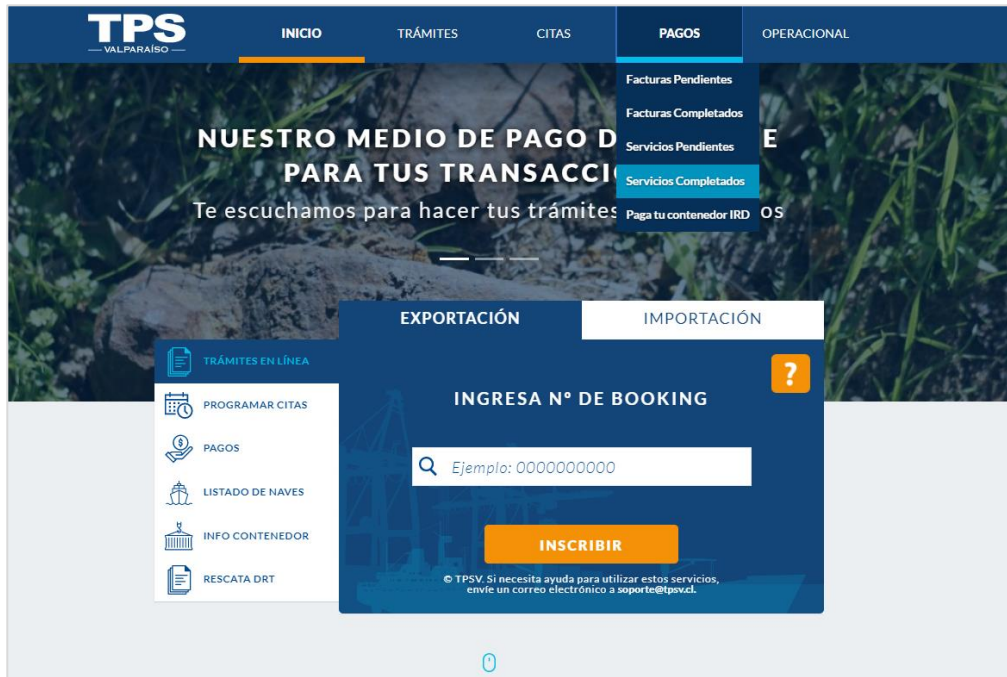 TPS
VALPARAÍSO
INICIO
TRÁMITES
CITAS
PAGOS
OPERACIONAL
Facturas Pendientes
Facturas Completados
Servicios Pendientes
Servicios Completados
Paga tu contenedor IRD
NUESTRO MEDIO DE PAGO D E
PARA TUS TRANSACCI
Te escuchamos para hacer tus trámites os
EXPORTACIÓN
IMPORTACIÓN
TRÁMITES EN LÍNEA
PROGRAMAR CITAS
PAGOS
LISTADO DE NAVES
INFO CONTENEDOR
RESCATA DRT
?
INGRESA Nº DE BOOKING
Ejemplo: 0000000000
INSCRIBIR
© TPSV. Si necesita ayuda para utilizar estos servicios,
envíe un correo electrónico a soporte@tpsv.cl.